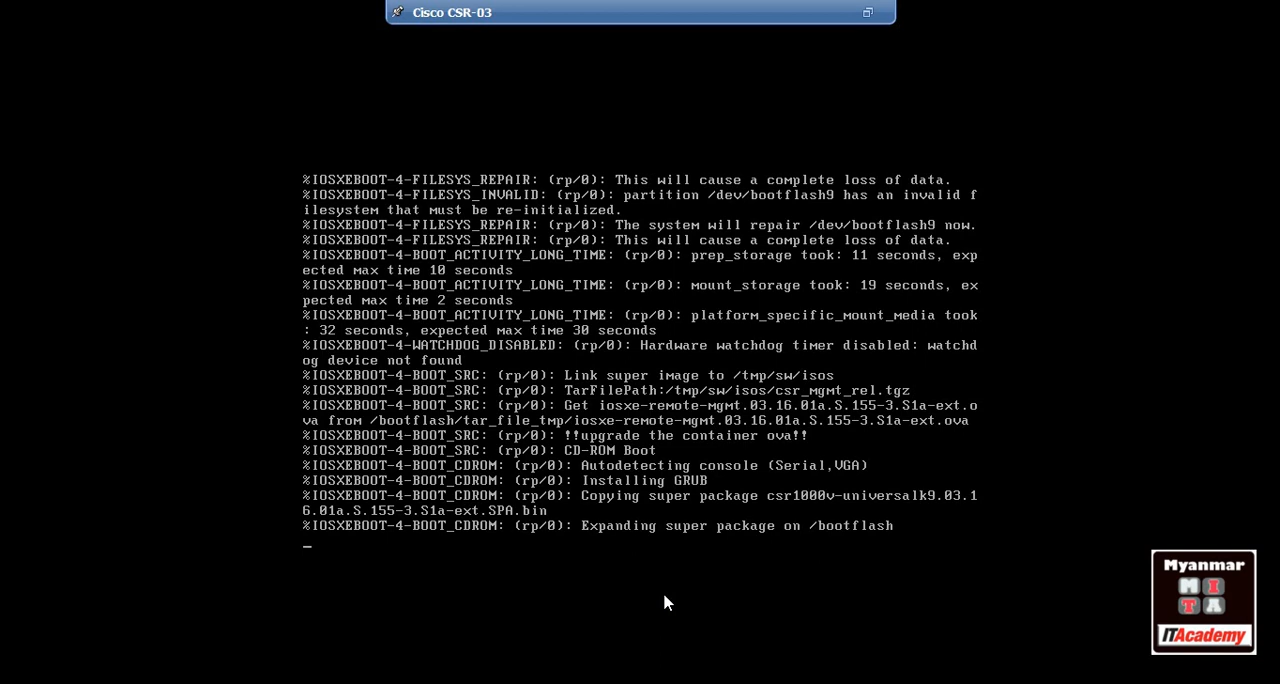 Cisco CSR-03
%IOSXEBOOT-4-FILESYS_REPAIR: (rp/0): This will cause a complete loss of data.
%IOSXEBOOT-4-FILESYS_INVALID: (rp/0): partition /dev/bootflash9 has an invalid f
ilesystem that must be re-initialized.
%IOSXEBOOT-4-FILESYS_REPAIR: (rp/0): The system will repair /dev/bootflash9 now.
%IOSXEBOOT-4-FILESYS_REPAIR: (rp/0): This will cause a complete loss of data.
%IOSXEBOOT-4-BOOT_ACTIVITY_LONG_TIME: (rp/0): prep_storage took: 11 seconds, exp
ected max time 10 seconds
%IOSXEBOOT-4-BOOT_ACTIVITY_LONG_TIME: (rp/0): mount_storage took: 19 seconds, ex
pected max time 2 seconds
%IOSXEBOOT-4-BOOT_ACTIVITY_LONG_TIME: (rp/0): platform_specific_mount_media took
: 32 seconds, expected max time 30 seconds
%IOSXEBOOT-4-WATCHDOG_DISABLED: (rp/0): Hardware watchdog timer disabled: watchd
og device not found
%IOSXEBOOT-4-BOOT_SRC: (rp/0): Link super image to /tmp/sw/isos
%IOSXEBOOT-4-BOOT_SRC: (rp/0): TarFilePath:/tmp/sw/isos/csr_mgmt_rel.tgz
%IOSXEBOOT-4-BOOT_SRC: (rp/0): Get iosxe-remote-mgmt.03.16.01a.S.155-3.S1a-ext.o
va from /bootflash/tar_file_tmp/iosxe-remote-mgmt.03.16.01a.S.155-3.S1a-ext.ova
%IOSXEBOOT-4-BOOT_SRC: (rp/0): !!upgrade the container ova!!
%IOSXEBOOT-4-BOOT_SRC: (rp/0): CD-ROM Boot
%IOSXEBOOT-4-BOOT_CDROM: (rp/0): Autodetecting console (Serial,VGA)
%IOSXEBOOT-4-BOOT_CDROM: (rp/0): Installing GRUB
%IOSXEBOOT-4-BOOT_CDROM: (rp/0): Copying super package csr1000v-universalk9.03.1
6.01a.S.155-3.S1a-ext.SPA.bin
%IOSXEBOOT-4-BOOT_CDROM: (rp/0): Expanding super package on /bootflash
_
Myanmar
M I
T A
ITAcademy